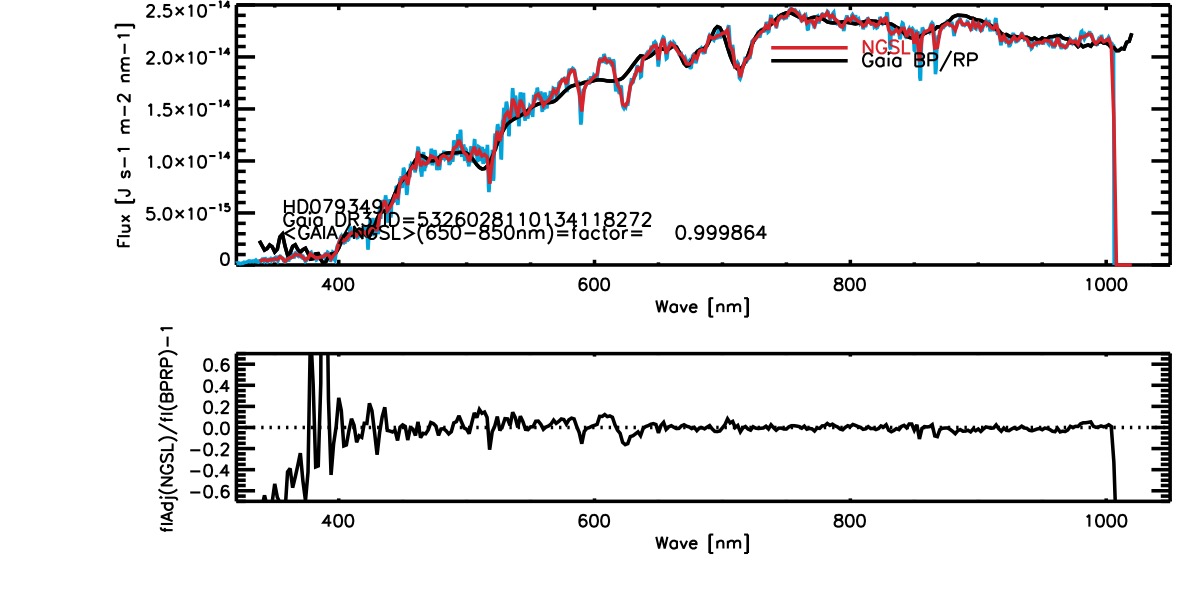 2.5×10⁻¹⁴
2.0×10⁻¹⁴
1.5×10⁻¹⁴
1.0×10⁻¹⁴
5.0×10⁻¹⁵
0
Flux [J s−1 m−2 nm−1]
NGSL
Gaia BP/RP
HD079349
Gaia DR3 ID=5326028110134118272
<GAIA/NGSL>(650−850nm)=factor= 0.999864
400 600 800 1000
Wave [nm]
flAdj(NGSL)/fl(BPRP)−1
0.6
0.4
0.2
0.0
−0.2
−0.4
−0.6
400 600 800 1000
Wave [nm]